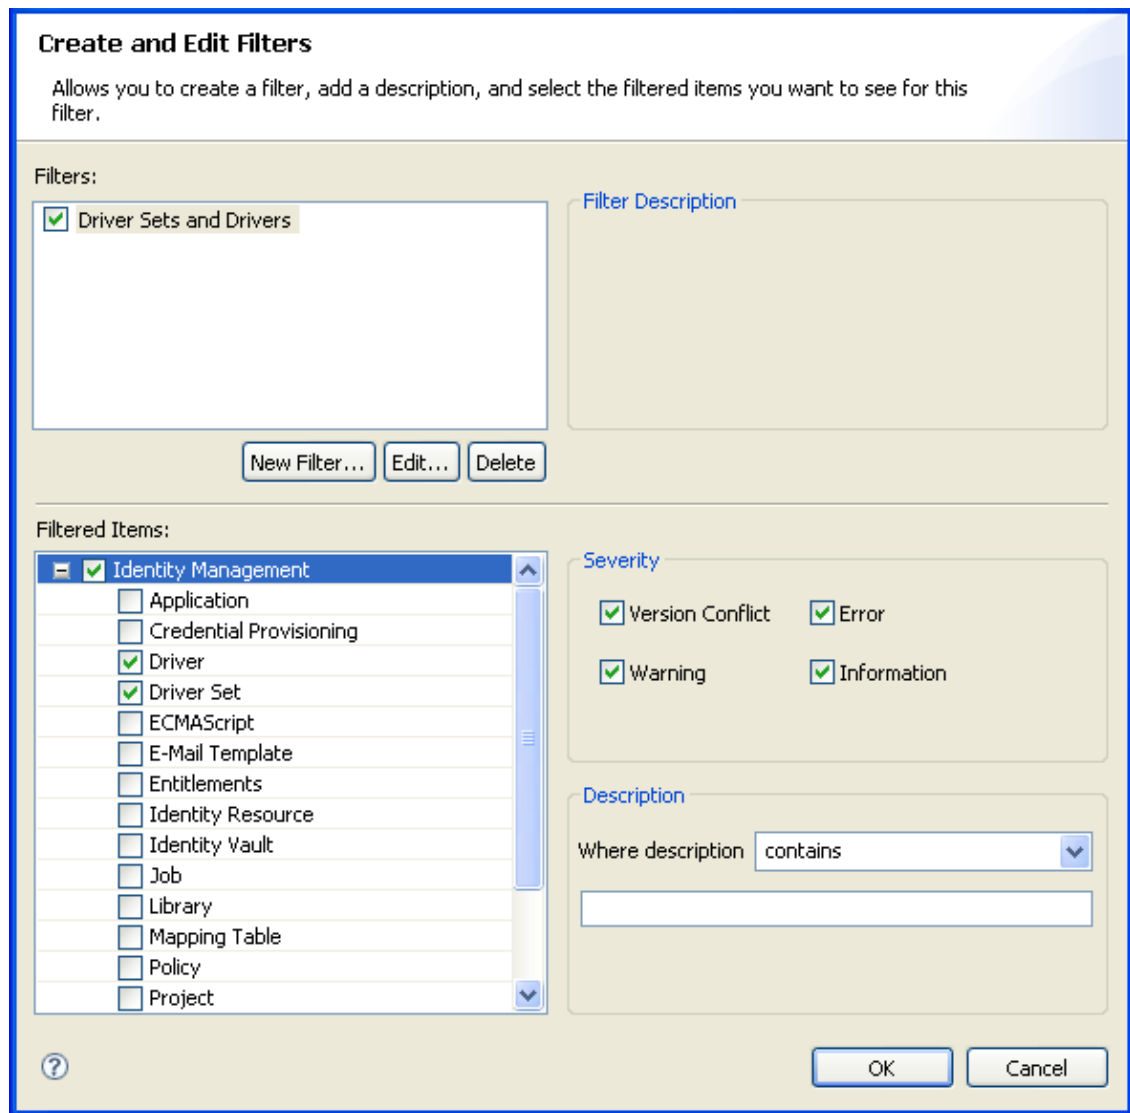 Create and Edit Filters
Allows you to create a filter, add a description, and select the filtered items you want to see for this
filter.
Filters:
Driver Sets and Drivers
Filter Description
New Filter...
Edit...
Delete
Filtered Items:
Identity Management
Application
Credential Provisioning
Driver
Driver Set
ECMAScript
E-Mail Template
Entitlements
Identity Resource
Identity Vault
Job
Library
Mapping Table
Policy
Project
Severity
Version Conflict
Error
Warning
Information
Description
Where description
contains
?
OK
Cancel